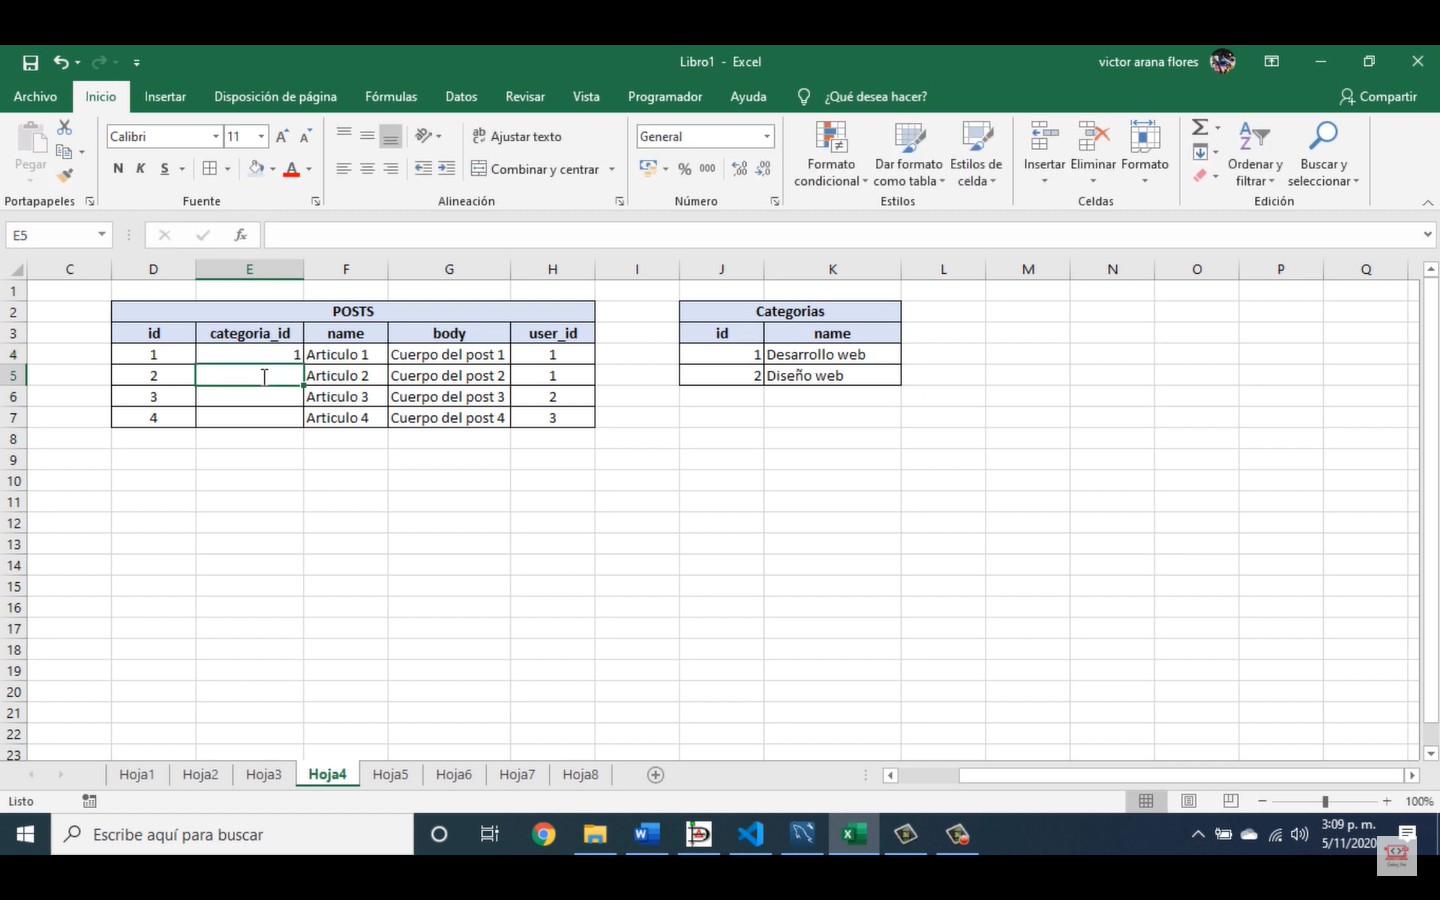 Libro1 - Excel
victor arana flores
Archivo Inicio Insertar Disposición de página Fórmulas Datos Revisar Vista Programador Ayuda ¿Qué desea hacer? Compartir
Pegar
Portapapeles
Calibri 11
N K S
Fuente
Ajustar texto
Combinar y centrar
Alineación
General
% 000
Número
Formato condicional
Dar formato como tabla
Estilos de celda
Estilos
Insertar Eliminar Formato
Celdas
Ordenar y filtrar
Buscar y seleccionar
Edición
E5 fx
C D E F G H I J K L M N O P Q
1
2 POSTS Categorias
3 id categoria_id name body user_id id name
4 1 1 Articulo 1 Cuerpo del post 1 1 1 Desarrollo web
5 2 Articulo 2 Cuerpo del post 2 1 2 Diseño web
6 3 Articulo 3 Cuerpo del post 3 2
7 4 Articulo 4 Cuerpo del post 4 3
8
9
10
11
12
13
14
15
16
17
18
19
20
21
22
23
Hoja1 Hoja2 Hoja3 Hoja4 Hoja5 Hoja6 Hoja7 Hoja8
Listo 100%
Escribe aquí para buscar
3:09 p. m.
5/11/2020